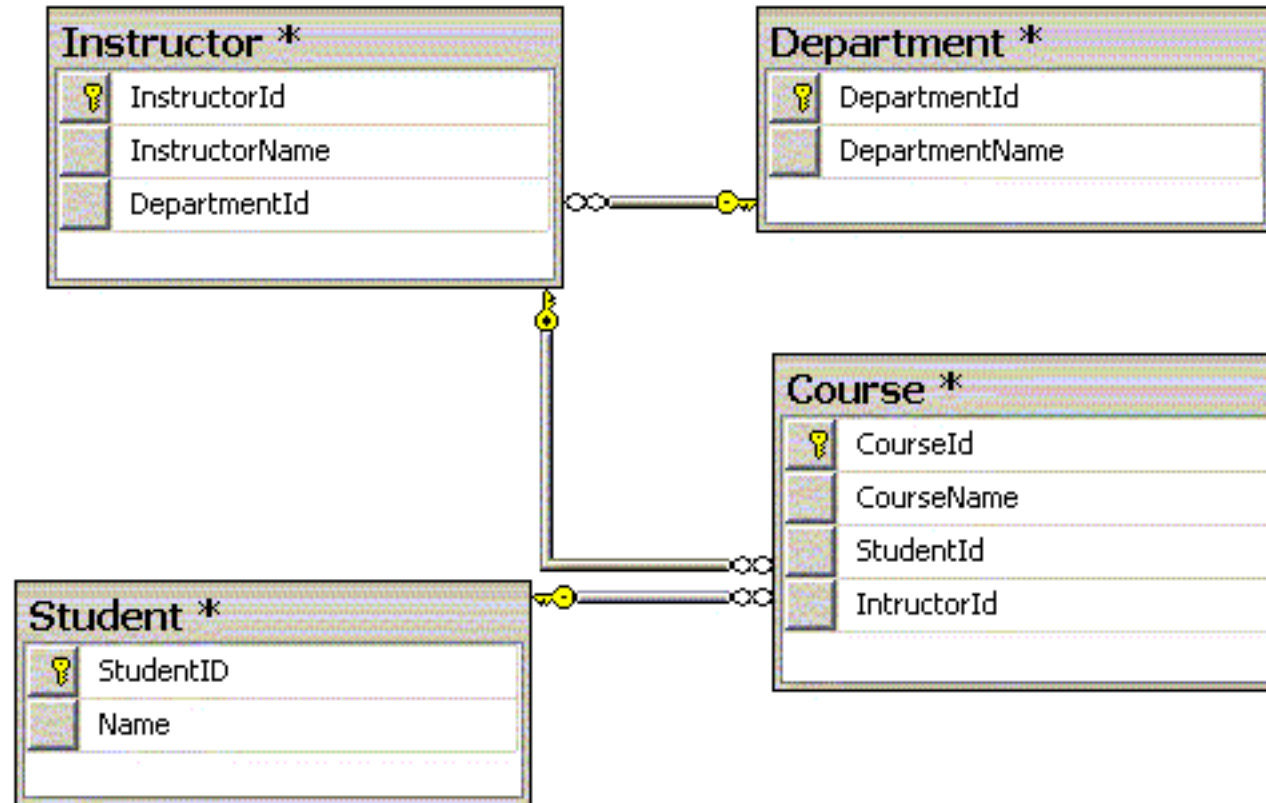 Instructor *
InstructorId
InstructorName
DepartmentId
Department *
DepartmentId
DepartmentName
Course *
CourseId
CourseName
StudentId
IntructorId
Student *
StudentID
Name